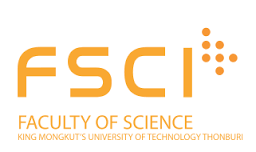 FSCI
FACULTY OF SCIENCE
KING MONGKUT'S UNIVERSITY OF TECHNOLOGY THONBURI